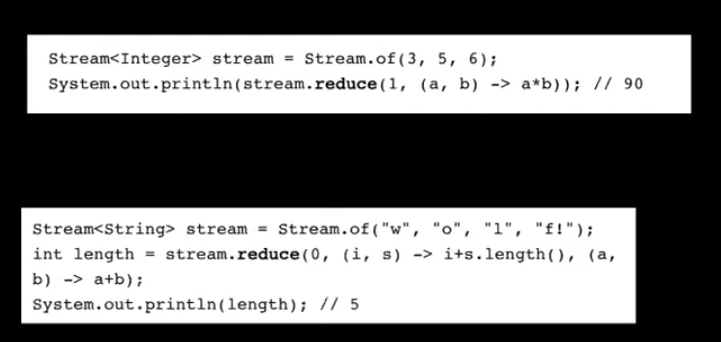 Stream<Integer> stream = Stream.of(3, 5, 6);
System.out.println(stream.reduce(1, (a, b) -> a*b)); // 90
Stream<String> stream = Stream.of("w", "o", "l", "f!");
int length = stream.reduce(0, (i, s) -> i+s.length(), (a,
b) -> a+b);
System.out.println(length); // 5